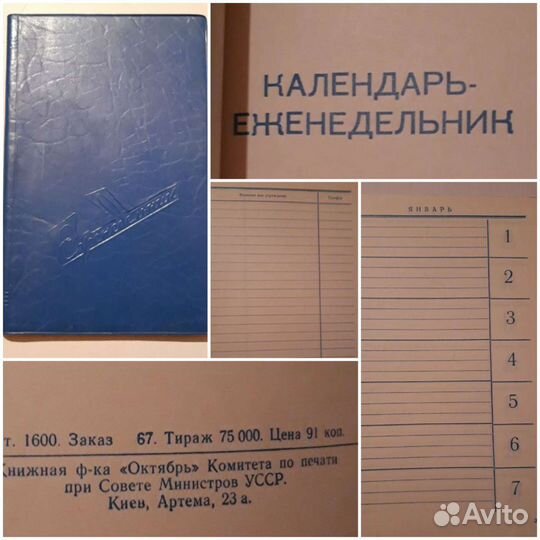 КАЛЕНДАРЬ-
ЕЖЕНЕДЕЛЬНИК
Телефон
ЯНВАРЬ
1
2
3
4
5
6
7
т. 1600. Заказ 67. Тираж 75 000. Цена 91 коп.
Книжная ф-ка «Октябрь» Комитета по печати
при Совете Министров УССР.
Киев, Артема, 23 а.
Avito